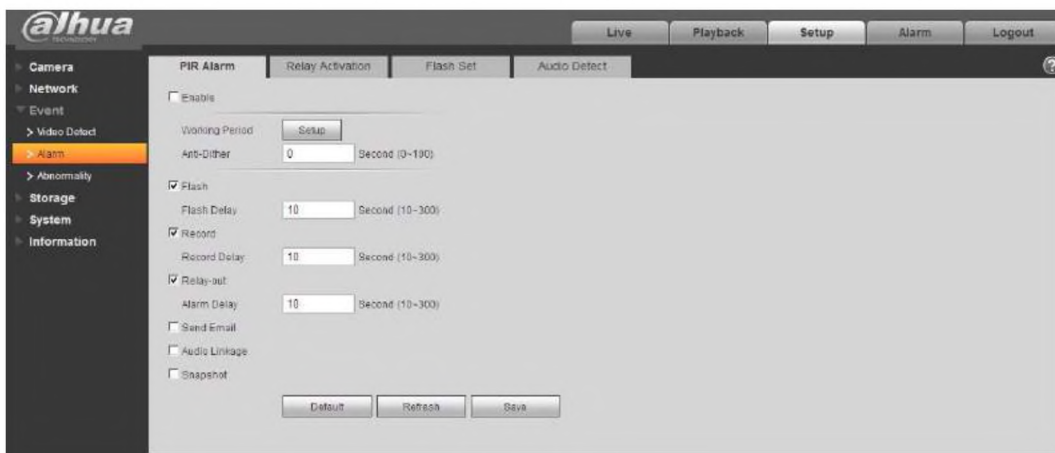 alhua
TECHNOLOGY
Live Playback Setup Alarm Logout
Camera
Network
Event
> Video Detect
> Alarm
> Abnormality
Storage
System
Information
PIR Alarm Relay Activation Flash Set Audio Detect
?
Enable
Working Period Setup
Anti-Dither 0 Second (0~100)
Flash
Flash Delay 10 Second (10~300)
Record
Record Delay 10 Second (10~300)
Relay-out
Alarm Delay 10 Second (10~300)
Send Email
Audio Linkage
Snapshot
Default Refresh Save